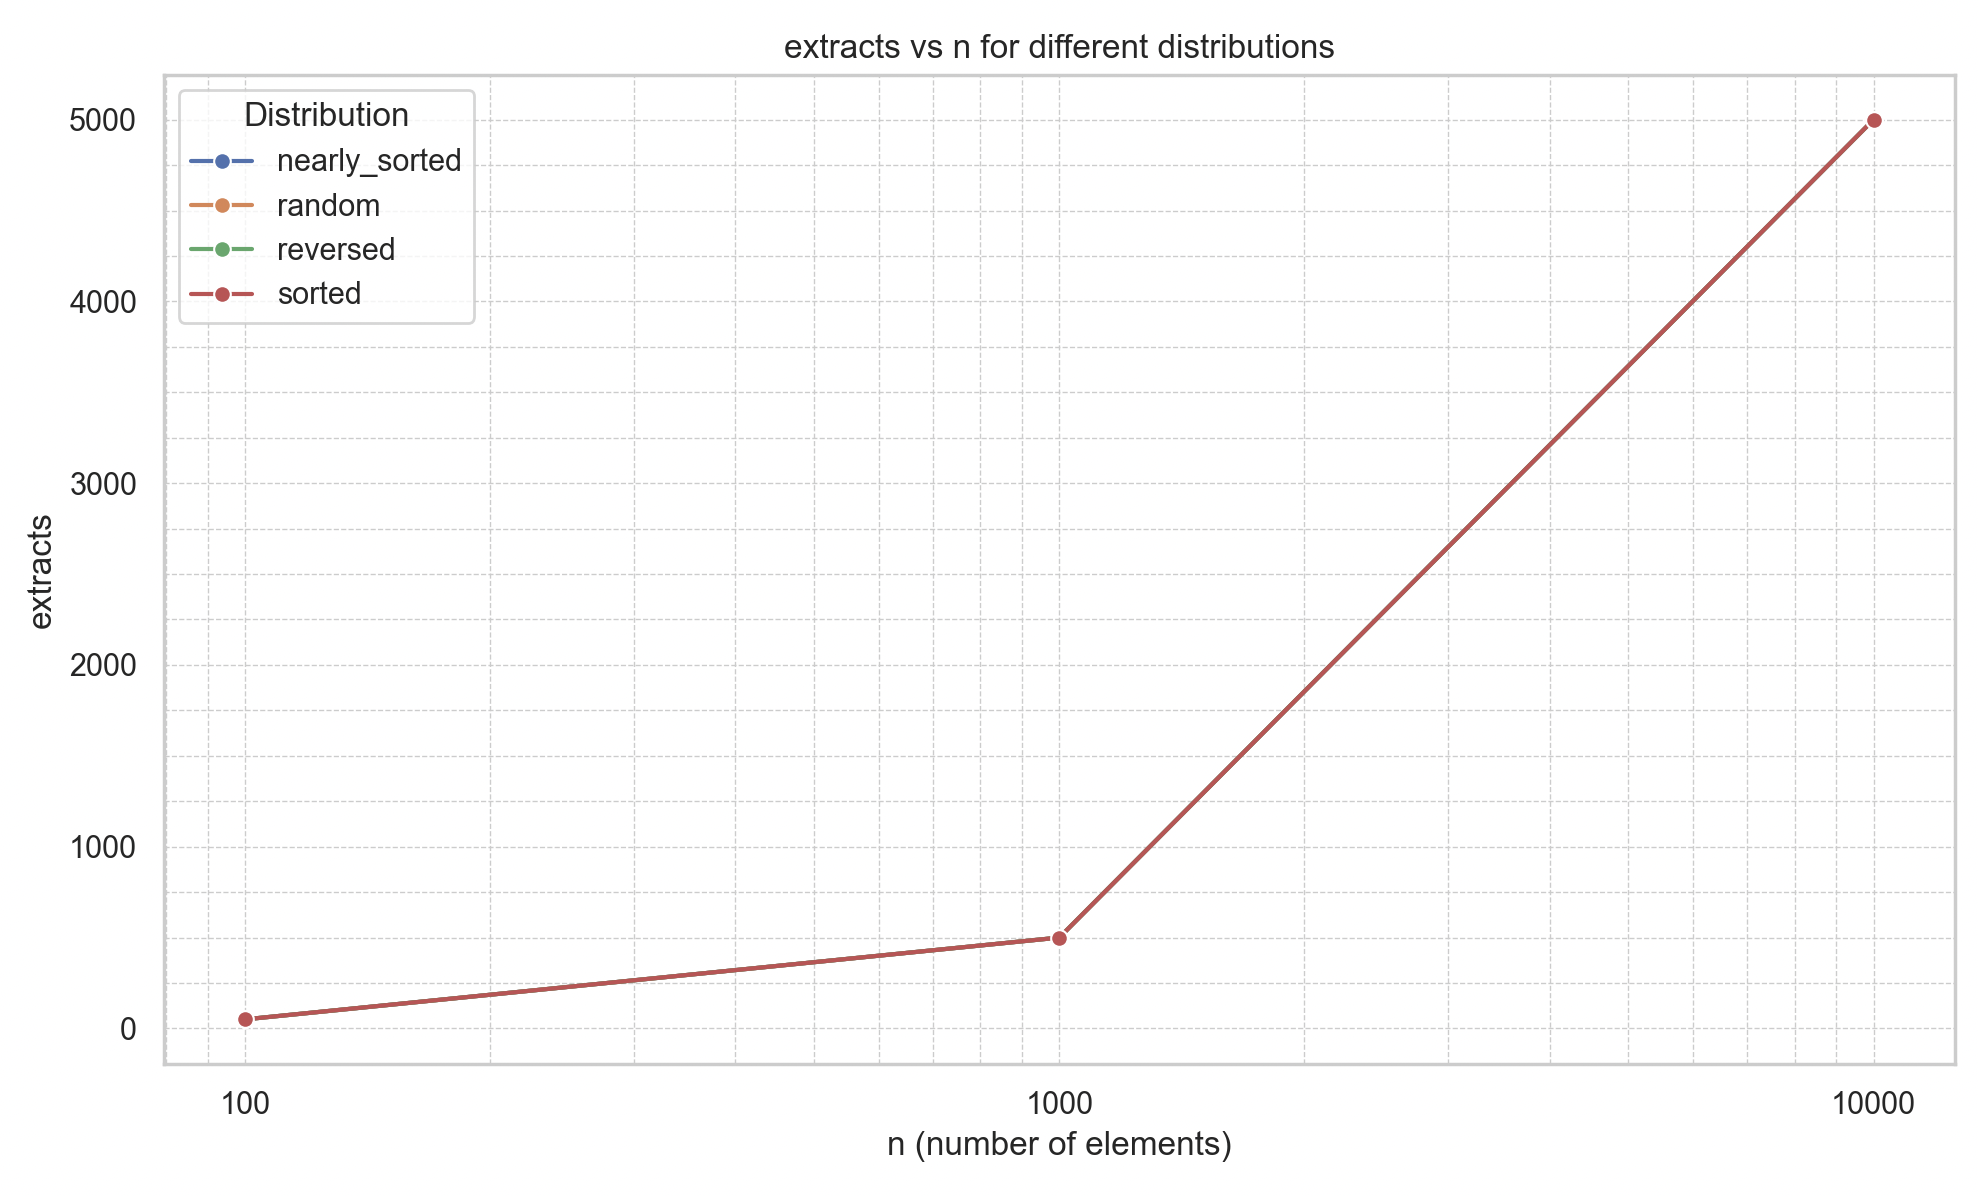 extracts vs n for different distributions
Distribution
nearly_sorted
random
reversed
sorted
5000
4000
3000
2000
1000
0
extracts
100 1000 10000
n (number of elements)